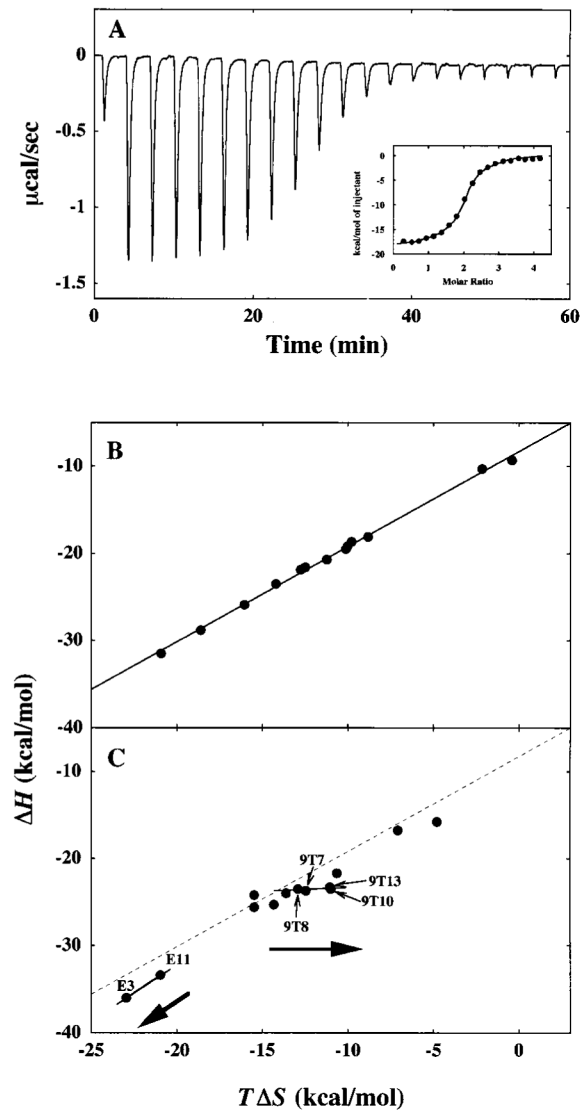 A
0
-0.5
-1
-1.5
μcal/sec
0 20 40 60
Time (min)
0
-5
-10
-15
-20
kcal/mol of injectant
0 1 2 3 4
Molar Ratio
B
-10
-20
-30
-40
ΔH (kcal/mol)
C
-10
-20
-30
-40
9T7
9T13
9T8
9T10
E11
E3
-25 -20 -15 -10 -5 0
TΔS (kcal/mol)